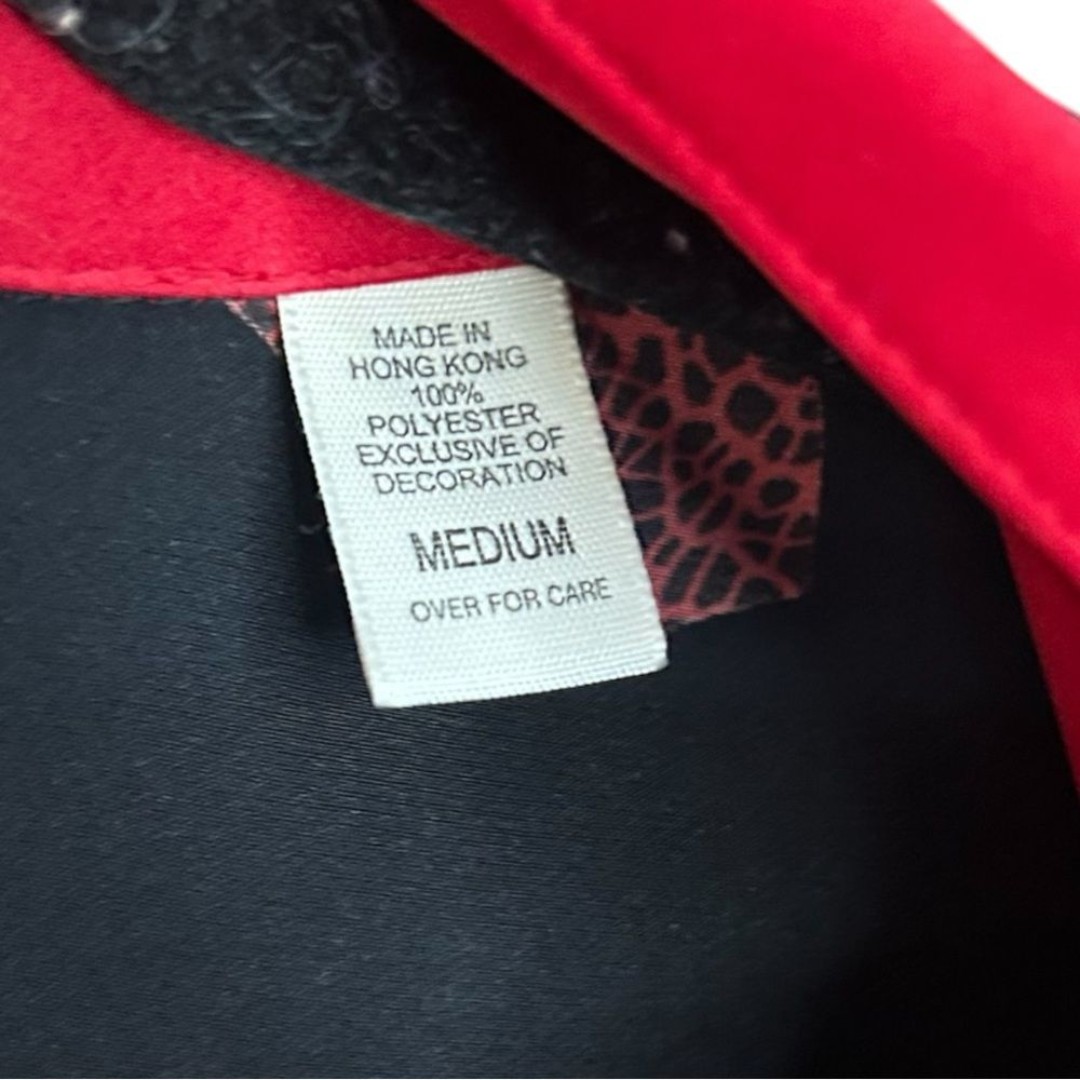 MADE IN
HONG KONG
100%
POLYESTER
EXCLUSIVE OF
DECORATION
MEDIUM
OVER FOR CARE